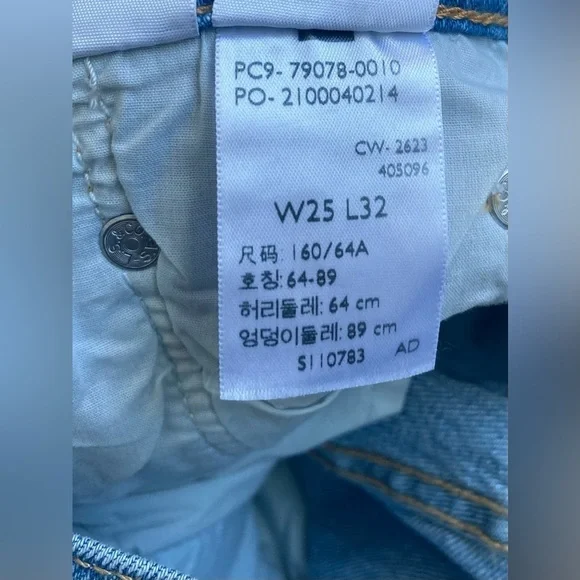 PC9- 79078-0010
PO- 2100040214
CW- 2623
405096
W25 L32
尺码: 160/64A
호칭: 64-89
허리둘레: 64 cm
엉덩이둘레: 89 cm
S110783 AD